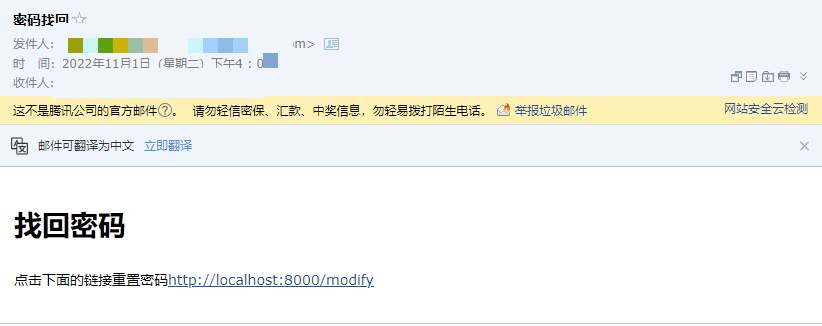 密码找回
发件人：
时 间：2022年11月1日 (星期二) 下午4：
收件人：
这不是腾讯公司的官方邮件?。 请勿轻信密保、汇款、中奖信息，勿轻易拨打陌生电话。 举报垃圾邮件 网站安全云检测
邮件可翻译为中文 立即翻译
找回密码
点击下面的链接重置密码http://localhost:8000/modify